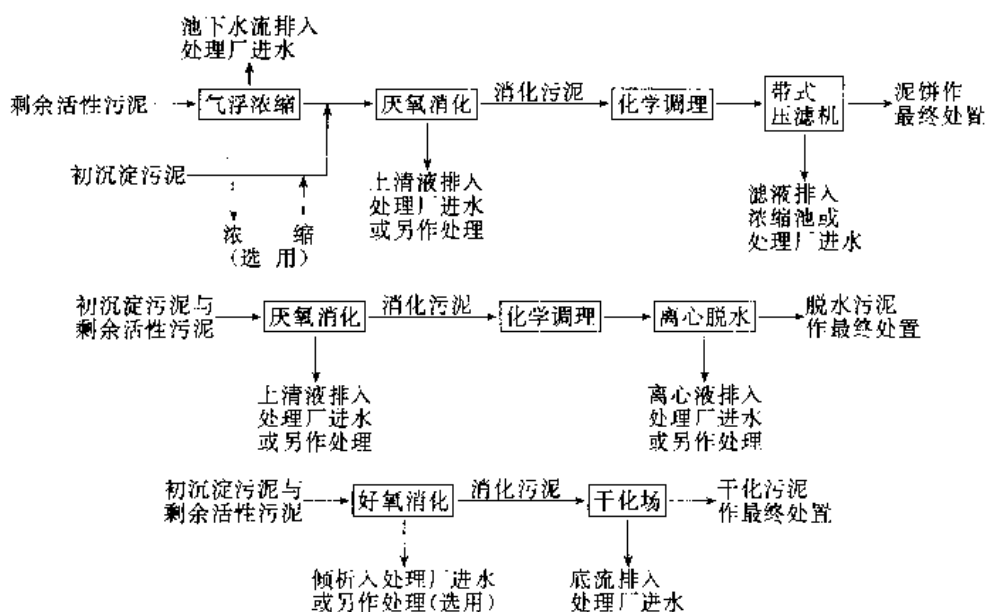 池下水流排入
处理厂进水
剩余活性污泥
气浮浓缩
厌氧消化
消化污泥
化学调理
带式
压滤机
泥饼作
最终处置
初沉淀污泥
上清液排入
处理厂进水
或另作处理
滤液排入
浓缩池或
处理厂进水
浓 缩
(选 用)
初沉淀污泥与
剩余活性污泥
厌氧消化
消化污泥
化学调理
离心脱水
脱水污泥
作最终处置
上清液排入
处理厂进水
或另作处理
离心液排入
处理厂进水
或另作处理
初沉淀污泥与
剩余活性污泥
好氧消化
消化污泥
干化场
干化污泥
作最终处置
倾析入处理厂进水
或另作处理(选用)
底流排入
处理厂进水